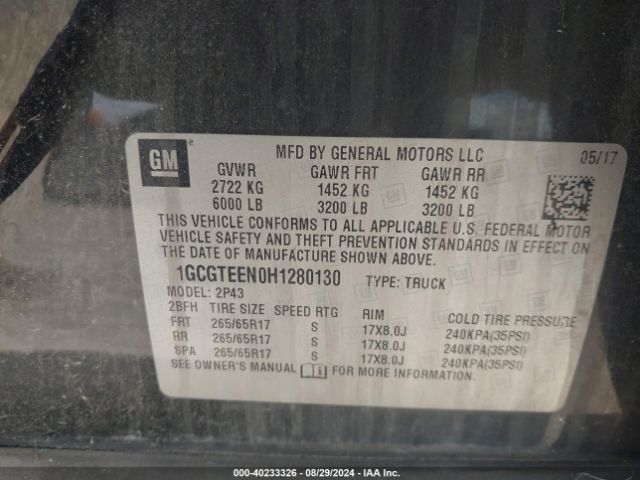 GM
MFD BY GENERAL MOTORS LLC 05/17
GVWR GAWR FRT GAWR RR
2722 KG 1452 KG 1452 KG
6000 LB 3200 LB 3200 LB
THIS VEHICLE CONFORMS TO ALL APPLICABLE U.S. FEDERAL MOTOR
VEHICLE SAFETY AND THEFT PREVENTION STANDARDS IN EFFECT ON
THE DATE OF MANUFACTURE SHOWN ABOVE.
1GCGTEEN0H1280130 TYPE: TRUCK
MODEL: 2P43
2BFH TIRE SIZE SPEED RTG RIM COLD TIRE PRESSURE
FRT 265/65R17 S 17X8.0J 240KPA(35PSI)
RR 265/65R17 S 17X8.0J 240KPA(35PSI)
SPA 265/65R17 S 17X8.0J 240KPA(35PSI)
SEE OWNER'S MANUAL FOR MORE INFORMATION
000-40233326 - 08/29/2024 - IAA Inc.